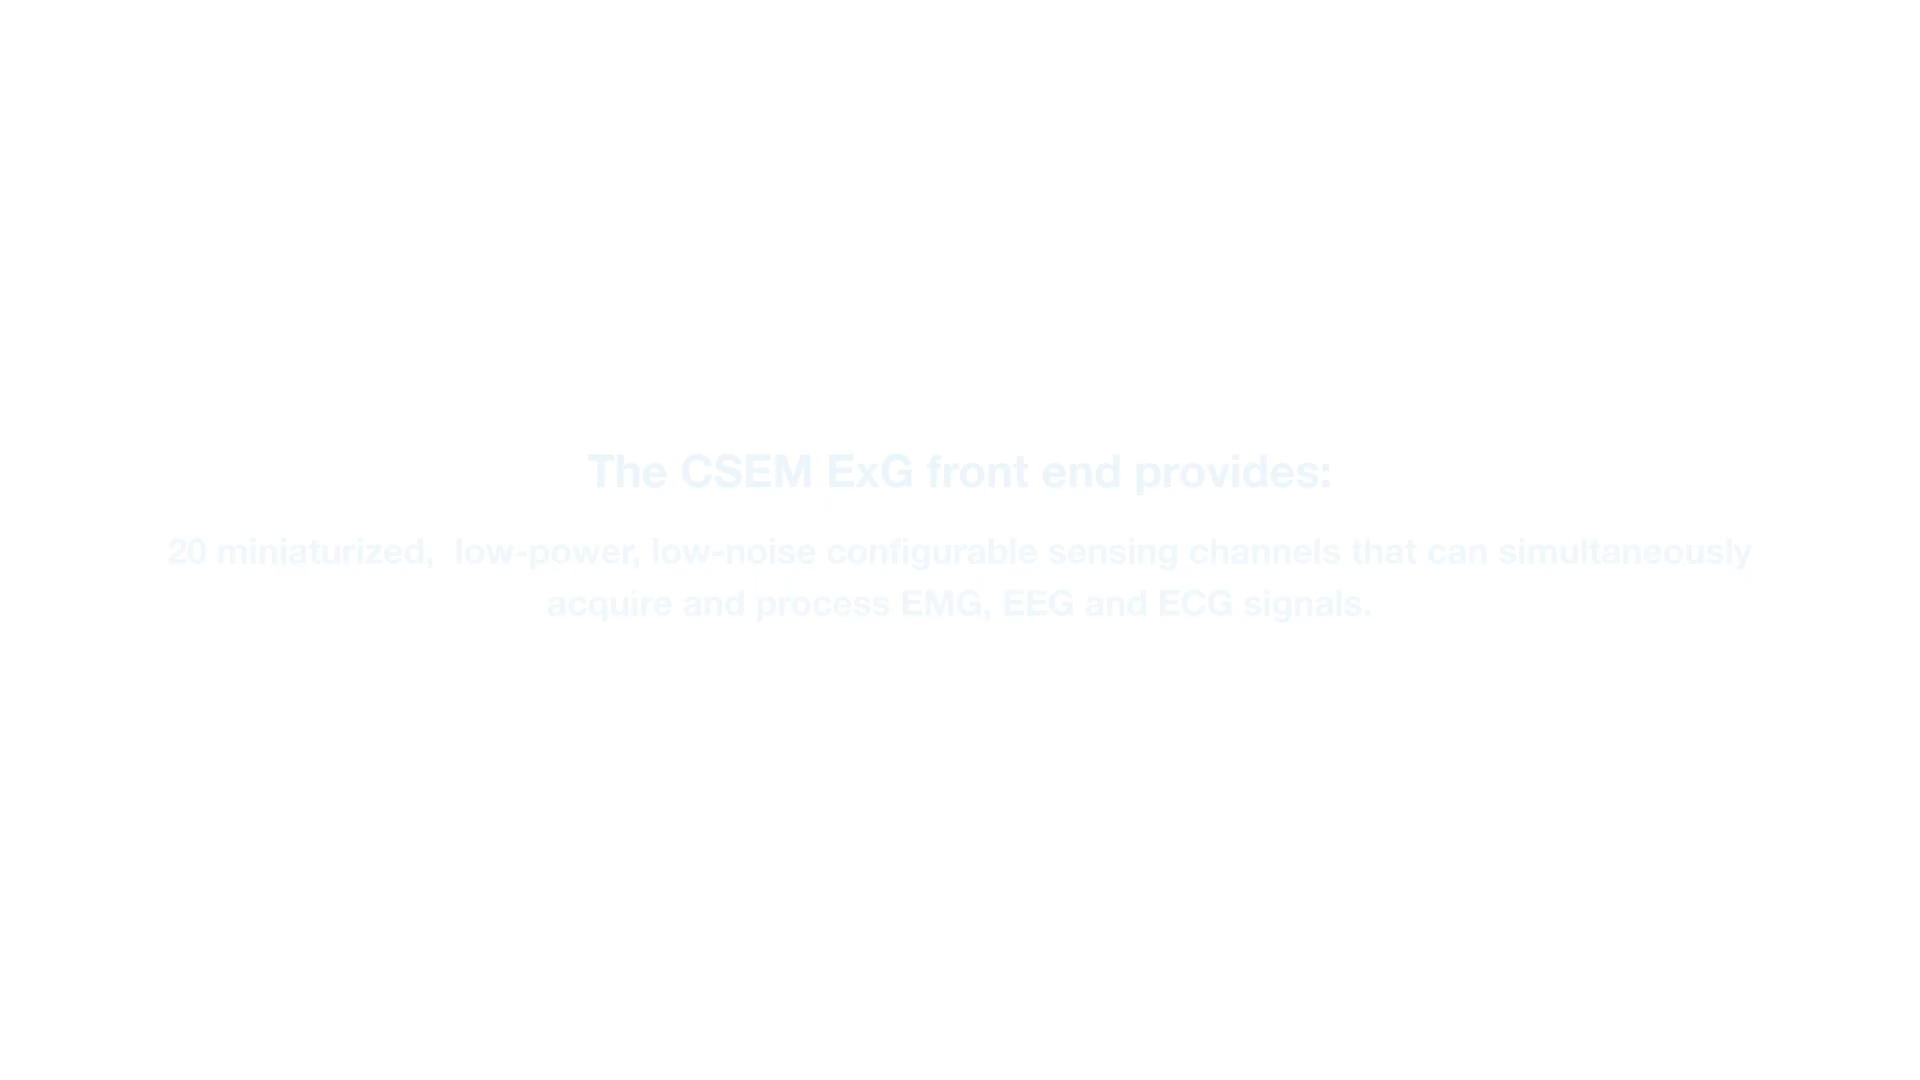 The CSEM ExG front end provides:
20 miniaturized,  low-power, low-noise configurable sensing channels that can simultaneously
acquire and process EMG, EEG and ECG signals.